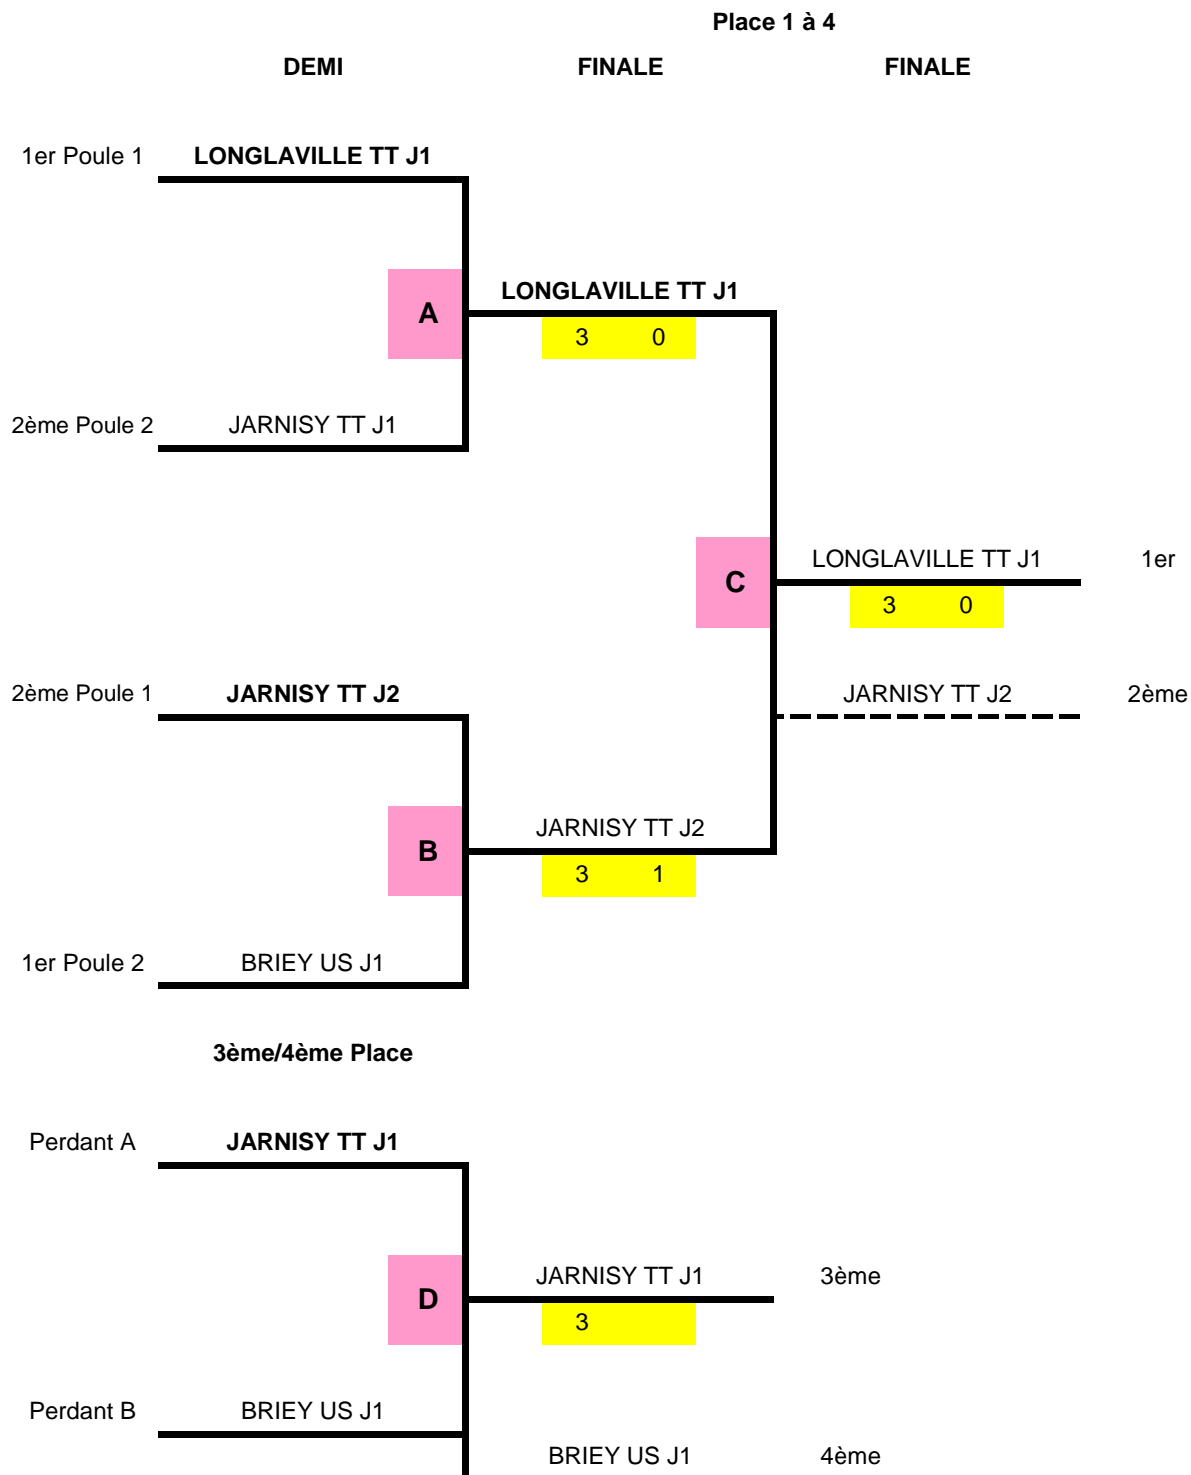 Place 1 à 4
DEMI FINALE FINALE
1er Poule 1 LONGLAVILLE TT J1
A LONGLAVILLE TT J1
3 0
2ème Poule 2 JARNISY TT J1
C LONGLAVILLE TT J1 1er
3 0
2ème Poule 1 JARNISY TT J2 JARNISY TT J2 2ème
B JARNISY TT J2
3 1
1er Poule 2 BRIEY US J1
3ème/4ème Place
Perdant A JARNISY TT J1
D JARNISY TT J1 3ème
3
Perdant B BRIEY US J1
BRIEY US J1 4ème